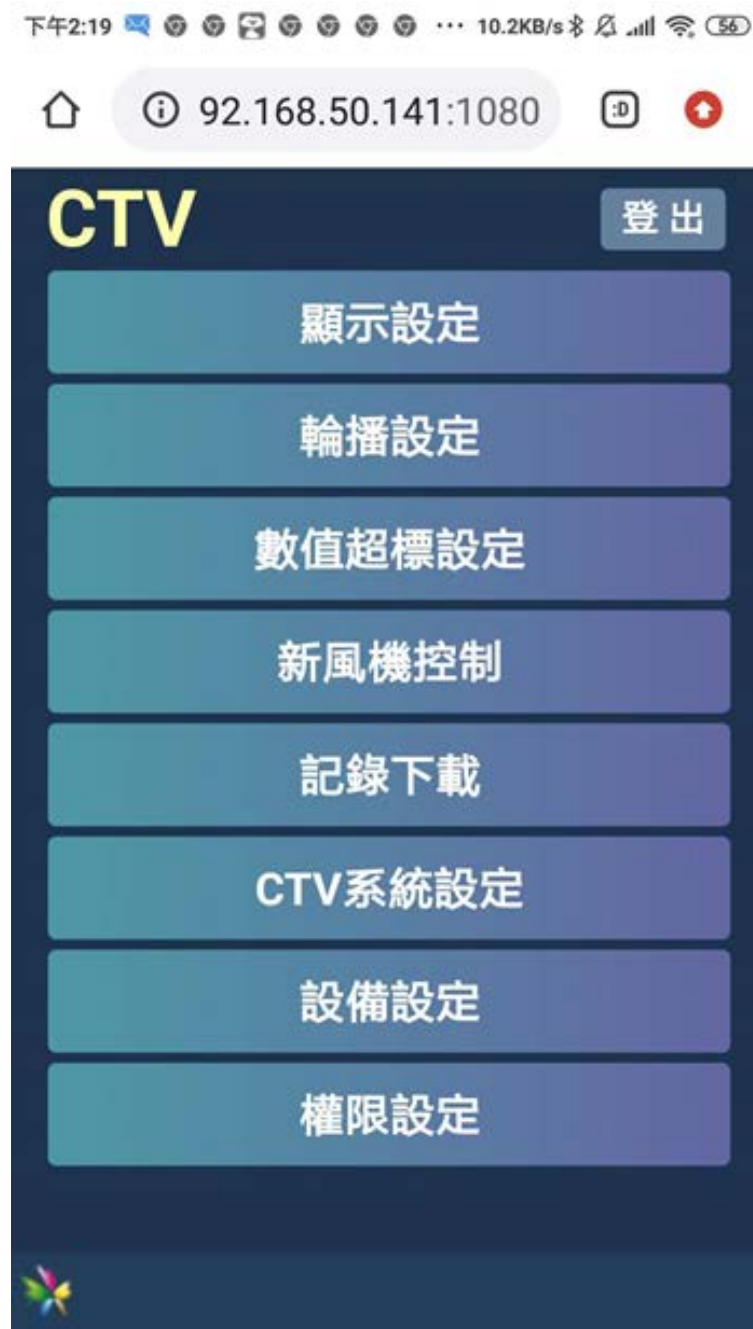 下午2:19 ... 10.2KB/s 56
92.168.50.141:1080 :D
CTV 登出
顯示設定
輪播設定
數值超標設定
新風機控制
記錄下載
CTV系統設定
設備設定
權限設定